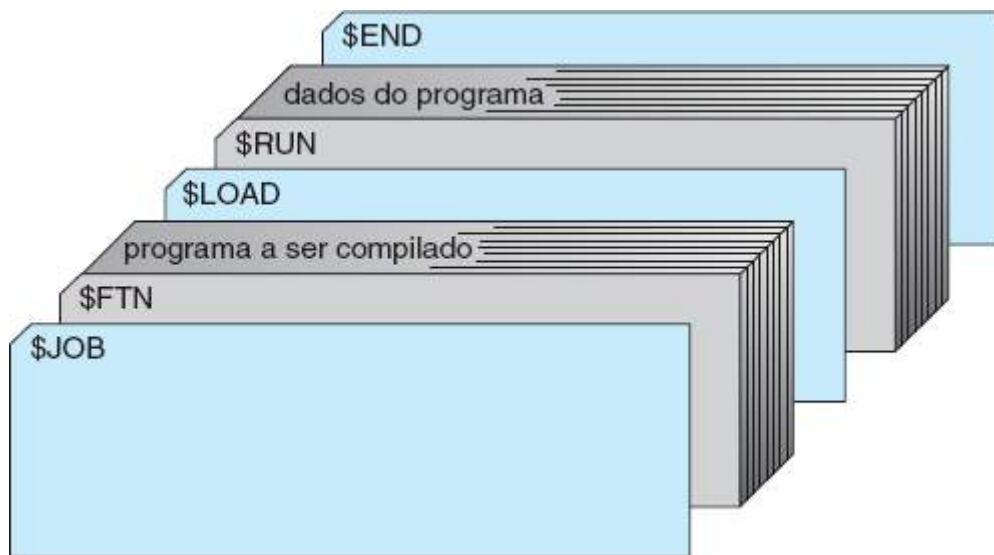 $END
dados do programa
$RUN
$LOAD
programa a ser compilado
$FTN
$JOB